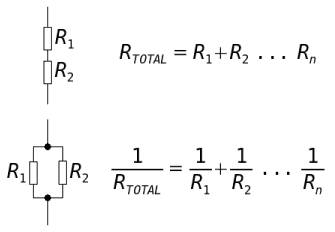 R1
R2
RTOTAL = R1+R2 ... Rn
R1
R2
1/RTOTAL = 1/R1 + 1/R2 ... 1/Rn